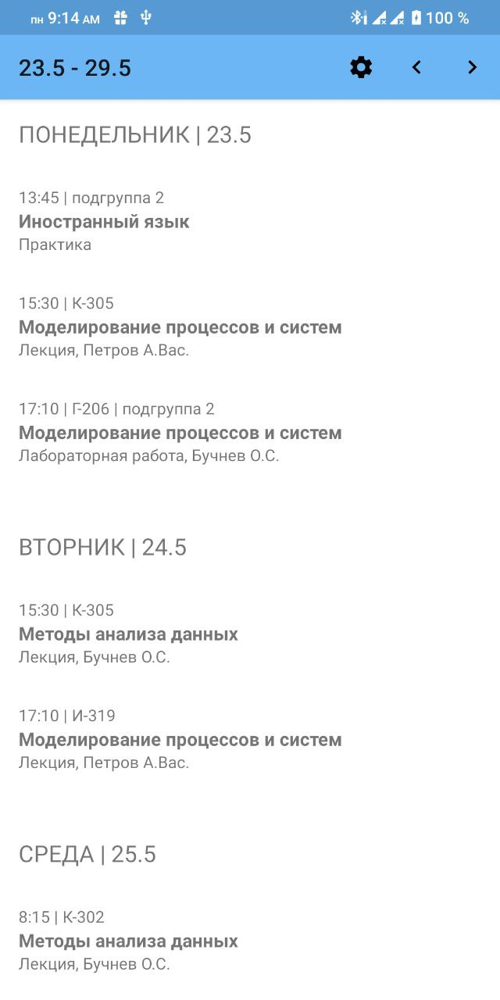 пн 9:14 AM 100 %
23.5 - 29.5
ПОНЕДЕЛЬНИК | 23.5
13:45 | подгруппа 2
Иностранный язык
Практика
15:30 | К-305
Моделирование процессов и систем
Лекция, Петров А.Вас.
17:10 | Г-206 | подгруппа 2
Моделирование процессов и систем
Лабораторная работа, Бучнев О.С.
ВТОРНИК | 24.5
15:30 | К-305
Методы анализа данных
Лекция, Бучнев О.С.
17:10 | И-319
Моделирование процессов и систем
Лекция, Петров А.Вас.
СРЕДА | 25.5
8:15 | К-302
Методы анализа данных
Лекция, Бучнев О.С.